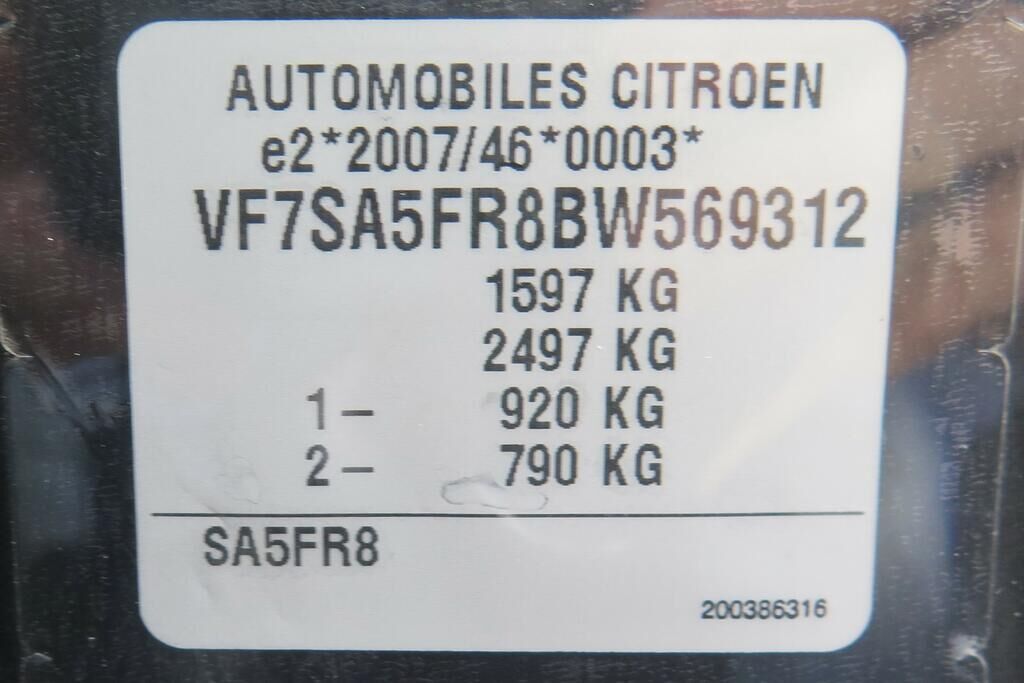 AUTOMOBILES CITROEN
e2*2007/46*0003*
VF7SA5FR8BW569312
1597 KG
2497 KG
1- 920 KG
2- 790 KG
SA5FR8
200386316